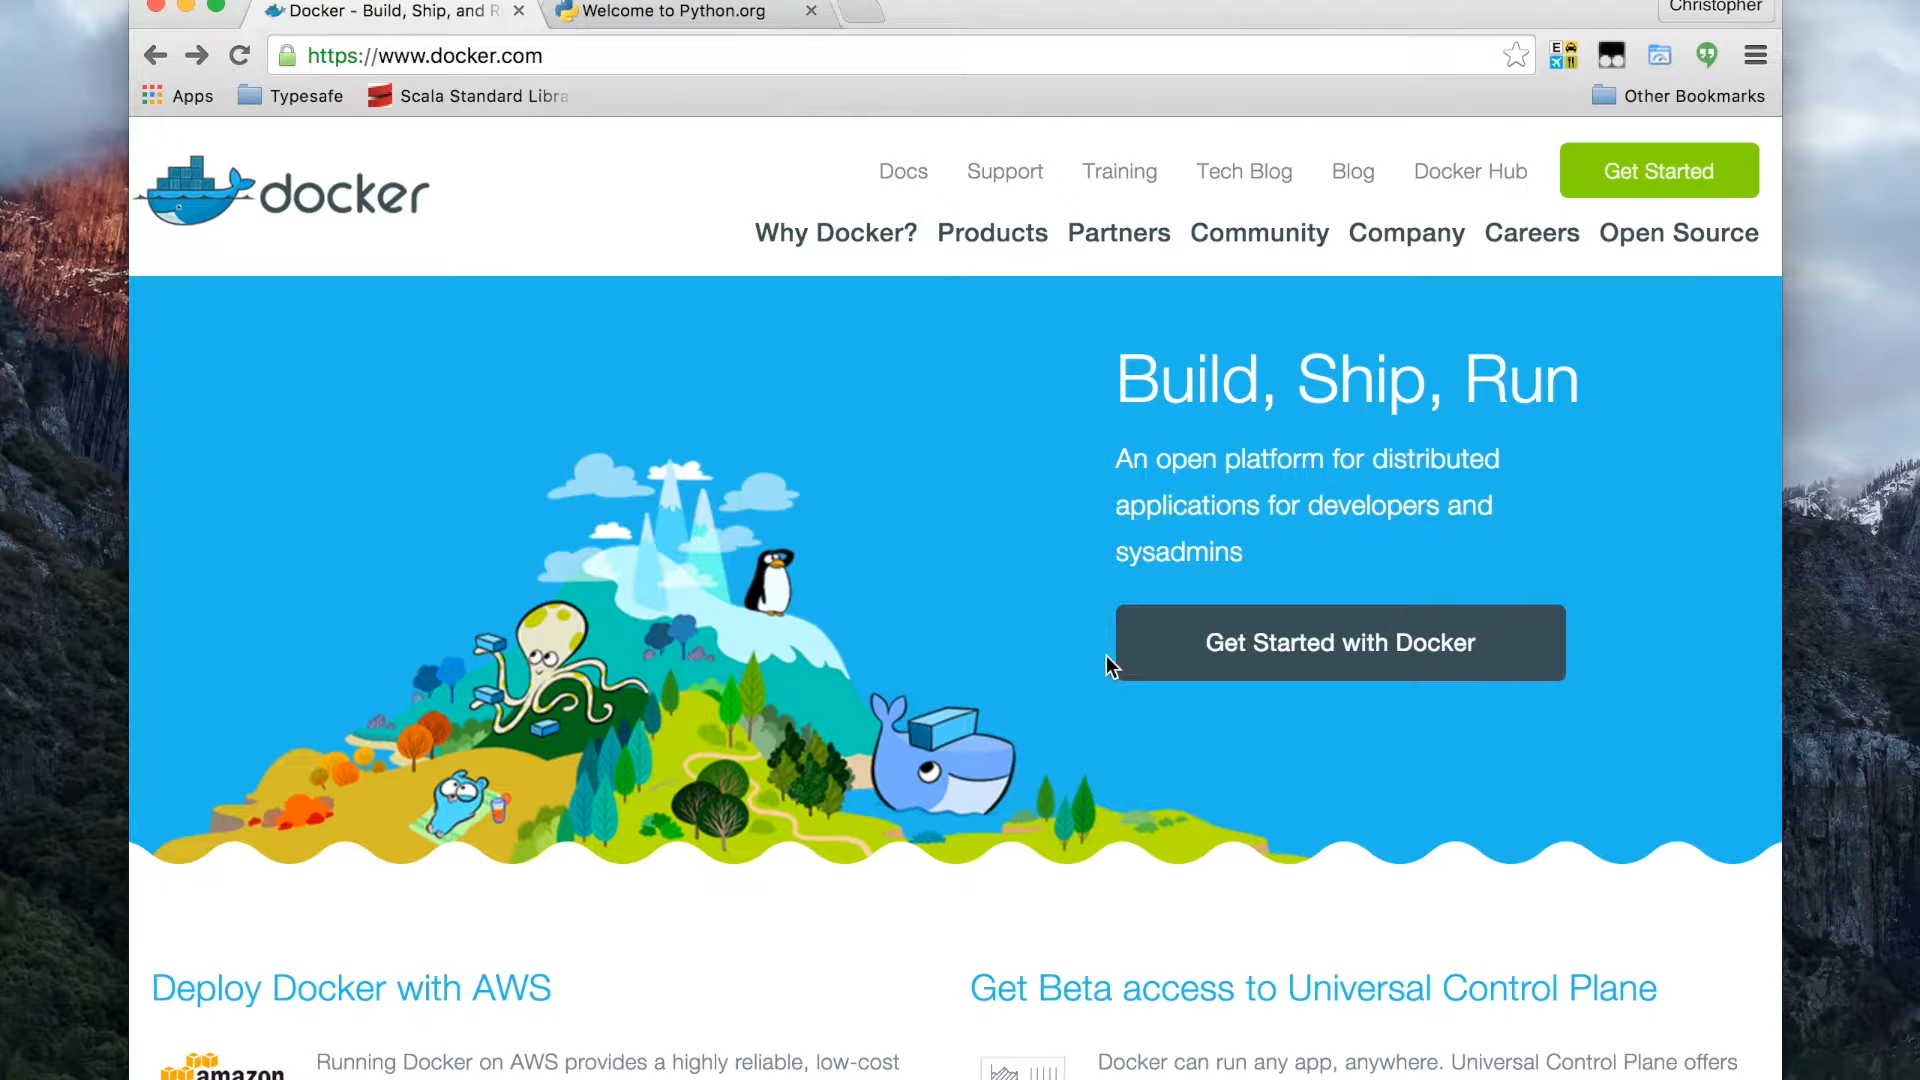 Christopher
Docker - Build, Ship, and R
Welcome to Python.org
https://www.docker.com
Apps
Typesafe
Scala Standard Libra
Other Bookmarks
docker
Docs
Support
Training
Tech Blog
Blog
Docker Hub
Get Started
Why Docker?
Products
Partners
Community
Company
Careers
Open Source
Build, Ship, Run
An open platform for distributed
applications for developers and
sysadmins
Get Started with Docker
Deploy Docker with AWS
Get Beta access to Universal Control Plane
amazon
Running Docker on AWS provides a highly reliable, low-cost
Docker can run any app, anywhere. Universal Control Plane offers